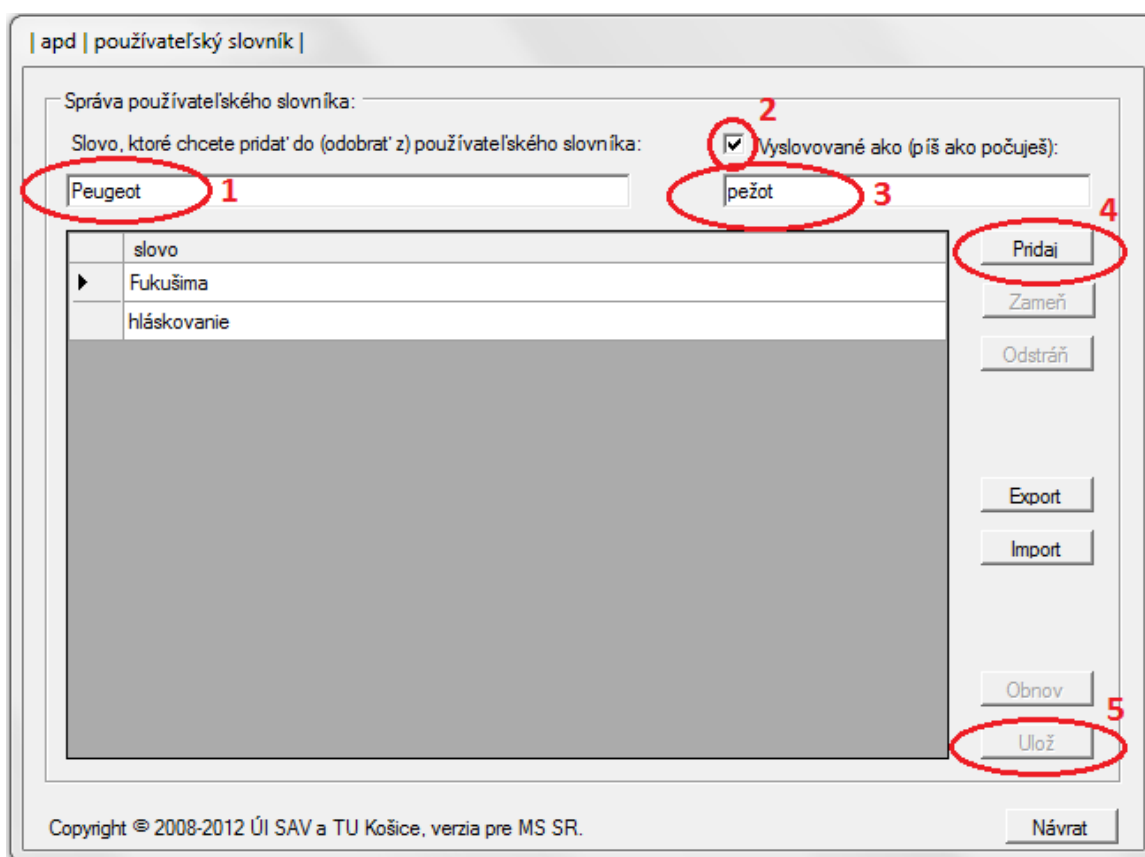 | apd | používateľský slovník |
Správa používateľského slovníka:
2
Slovo, ktoré chcete pridať do (odobrať z) používateľského slovníka:
Vyslovované ako (píš ako počuješ):
Peugeot
1
pežot
3
4
Pridaj
slovo
Fukušima
hláskovanie
Zameň
Odstráň
Export
Import
Obnov
5
Ulož
Copyright © 2008-2012 ÚI SAV a TU Košice, verzia pre MS SR.
Návrat